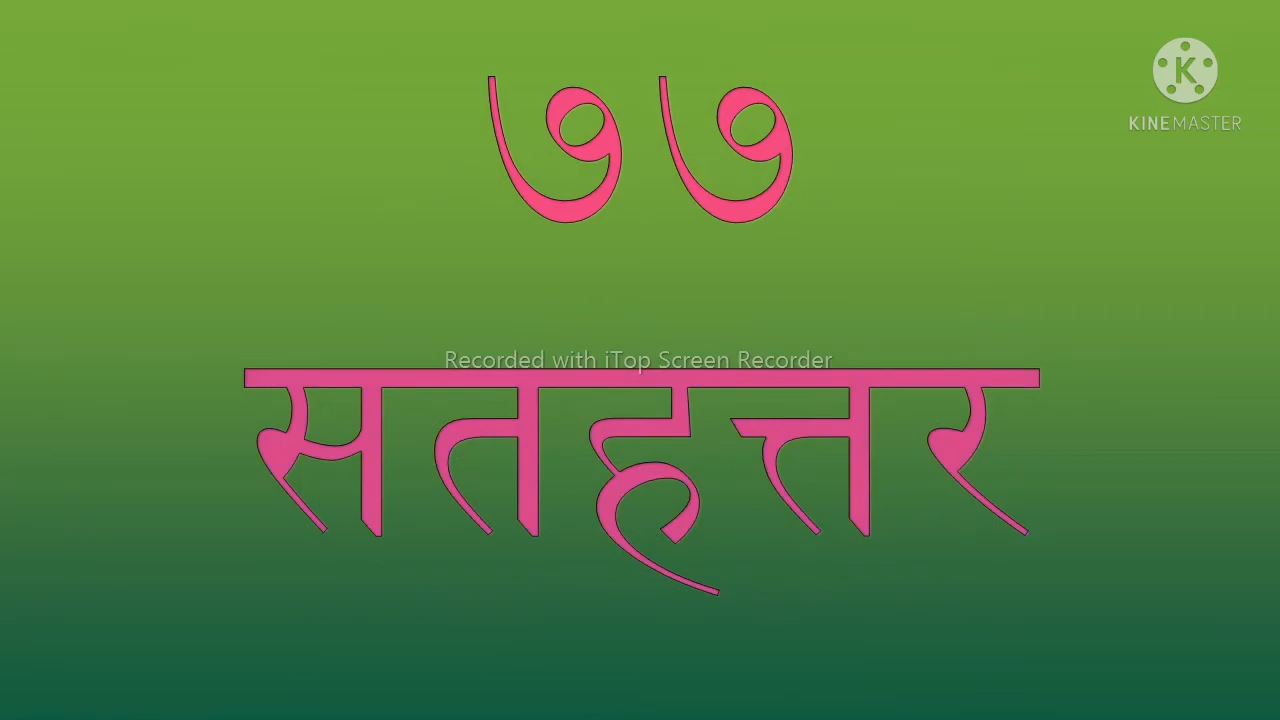 ७७
KINEMASTER
Recorded with iTop Screen Recorder
सतहत्तर